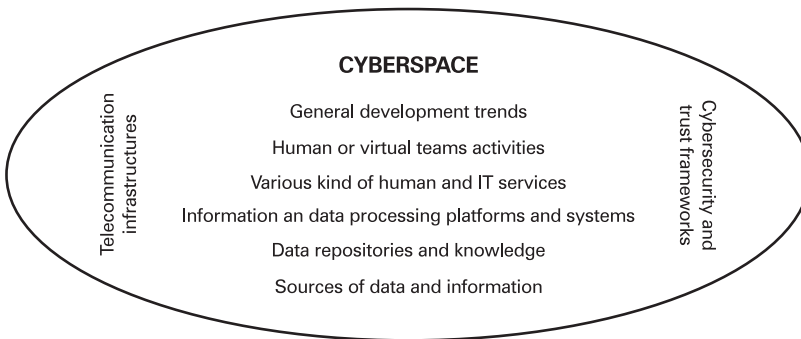 CYBERSPACE
Telecommunication
infrastructures
General development trends
Human or virtual teams activities
Various kind of human and IT services
Information an data processing platforms and systems
Data repositories and knowledge
Sources of data and information
Cybersecurity and
trust frameworks